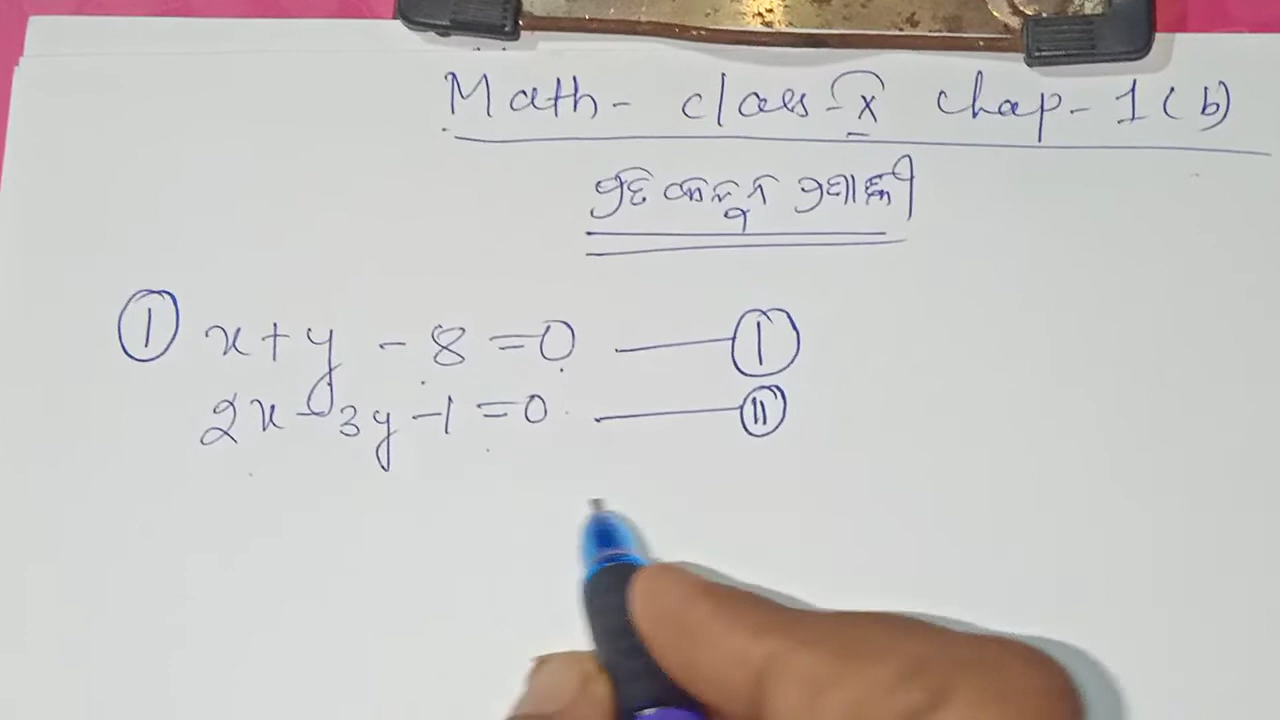 Math - class - X chap - 1(b)
ପ୍ରତିକଳ୍ପନ ପ୍ରଣାଳୀ
① x + y - 8 = 0 —— Ⓘ
2x - 3y - 1 = 0 —— ⓘⓘ